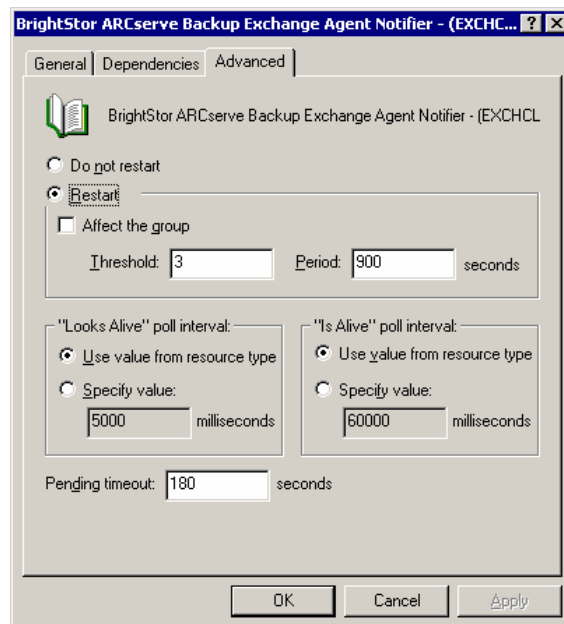 BrightStor ARCserve Backup Exchange Agent Notifier - (EXCHC... ? X
General Dependencies Advanced
BrightStor ARCserve Backup Exchange Agent Notifier - (EXCHCL
Do not restart
Restart
Affect the group
Threshold: 3 Period: 900 seconds
"Looks Alive" poll interval: "Is Alive" poll interval:
Use value from resource type Use value from resource type
Specify value: Specify value:
5000 milliseconds 60000 milliseconds
Pending timeout: 180 seconds
OK Cancel Apply